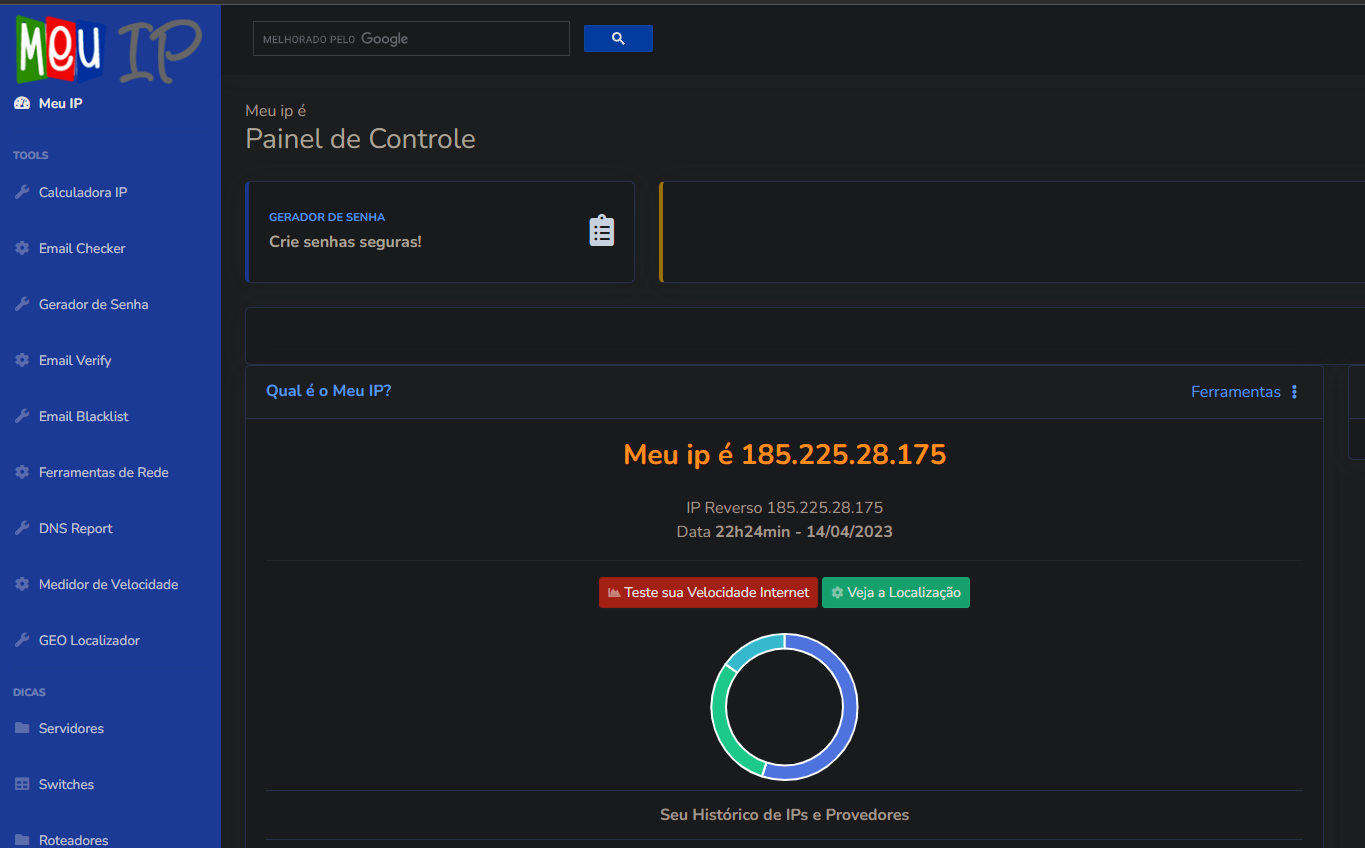 Meu IP
MELHORADO PELO Google
Meu IP
TOOLS
Calculadora IP
Email Checker
Gerador de Senha
Email Verify
Email Blacklist
Ferramentas de Rede
DNS Report
Medidor de Velocidade
GEO Localizador
DICAS
Servidores
Switches
Roteadores
Meu ip é
Painel de Controle
GERADOR DE SENHA
Crie senhas seguras!
Qual é o Meu IP?
Ferramentas
Meu ip é 185.225.28.175
IP Reverso 185.225.28.175
Data 22h24min - 14/04/2023
Teste sua Velocidade Internet
Veja a Localização
Seu Histórico de IPs e Provedores